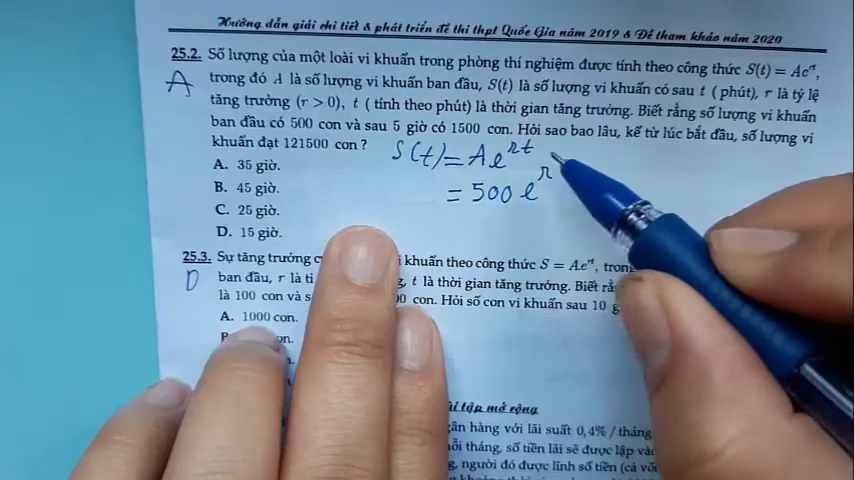 Hướng dẫn giải chi tiết & phát triển đề thi thpt Quốc Gia năm 2019 & Đề tham khảo năm 2020
25.2. Số lượng của một loài vi khuẩn trong phòng thí nghiệm được tính theo công thức S(t) = Ae^rt,
A trong đó A là số lượng vi khuẩn ban đầu, S(t) là số lượng vi khuẩn có sau t ( phút), r là tỷ lệ
tăng trưởng (r > 0), t ( tính theo phút) là thời gian tăng trưởng. Biết rằng số lượng vi khuẩn
ban đầu có 500 con và sau 5 giờ có 1500 con. Hỏi sao bao lâu, kể từ lúc bắt đầu, số lượng vi
khuẩn đạt 121500 con ?
S(t) = A e^rt
A. 35 giờ.
= 500 e^r
B. 45 giờ.
C. 25 giờ.
D. 15 giờ.
25.3. Sự tăng trưởng vi khuẩn theo công thức S = Ae^rt, trong
D ban đầu, r là t là thời gian tăng trưởng. Biết
là 100 con và con. Hỏi số con vi khuẩn sau 10
A. 1000 con.
tập mở rộng
ngân hàng với lãi suất 0,4% / tháng
tháng, số tiền lãi sẽ được lập
người đó được lĩnh số tiền (cả